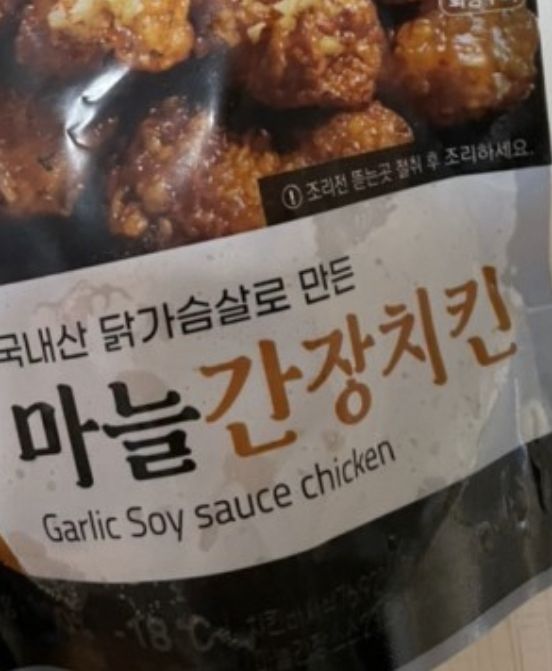 ① 조리전 뜯는곳 절취 후 조리하세요.
국내산 닭가슴살로 만든
마늘간장치킨
Garlic Soy sauce chicken
-18℃